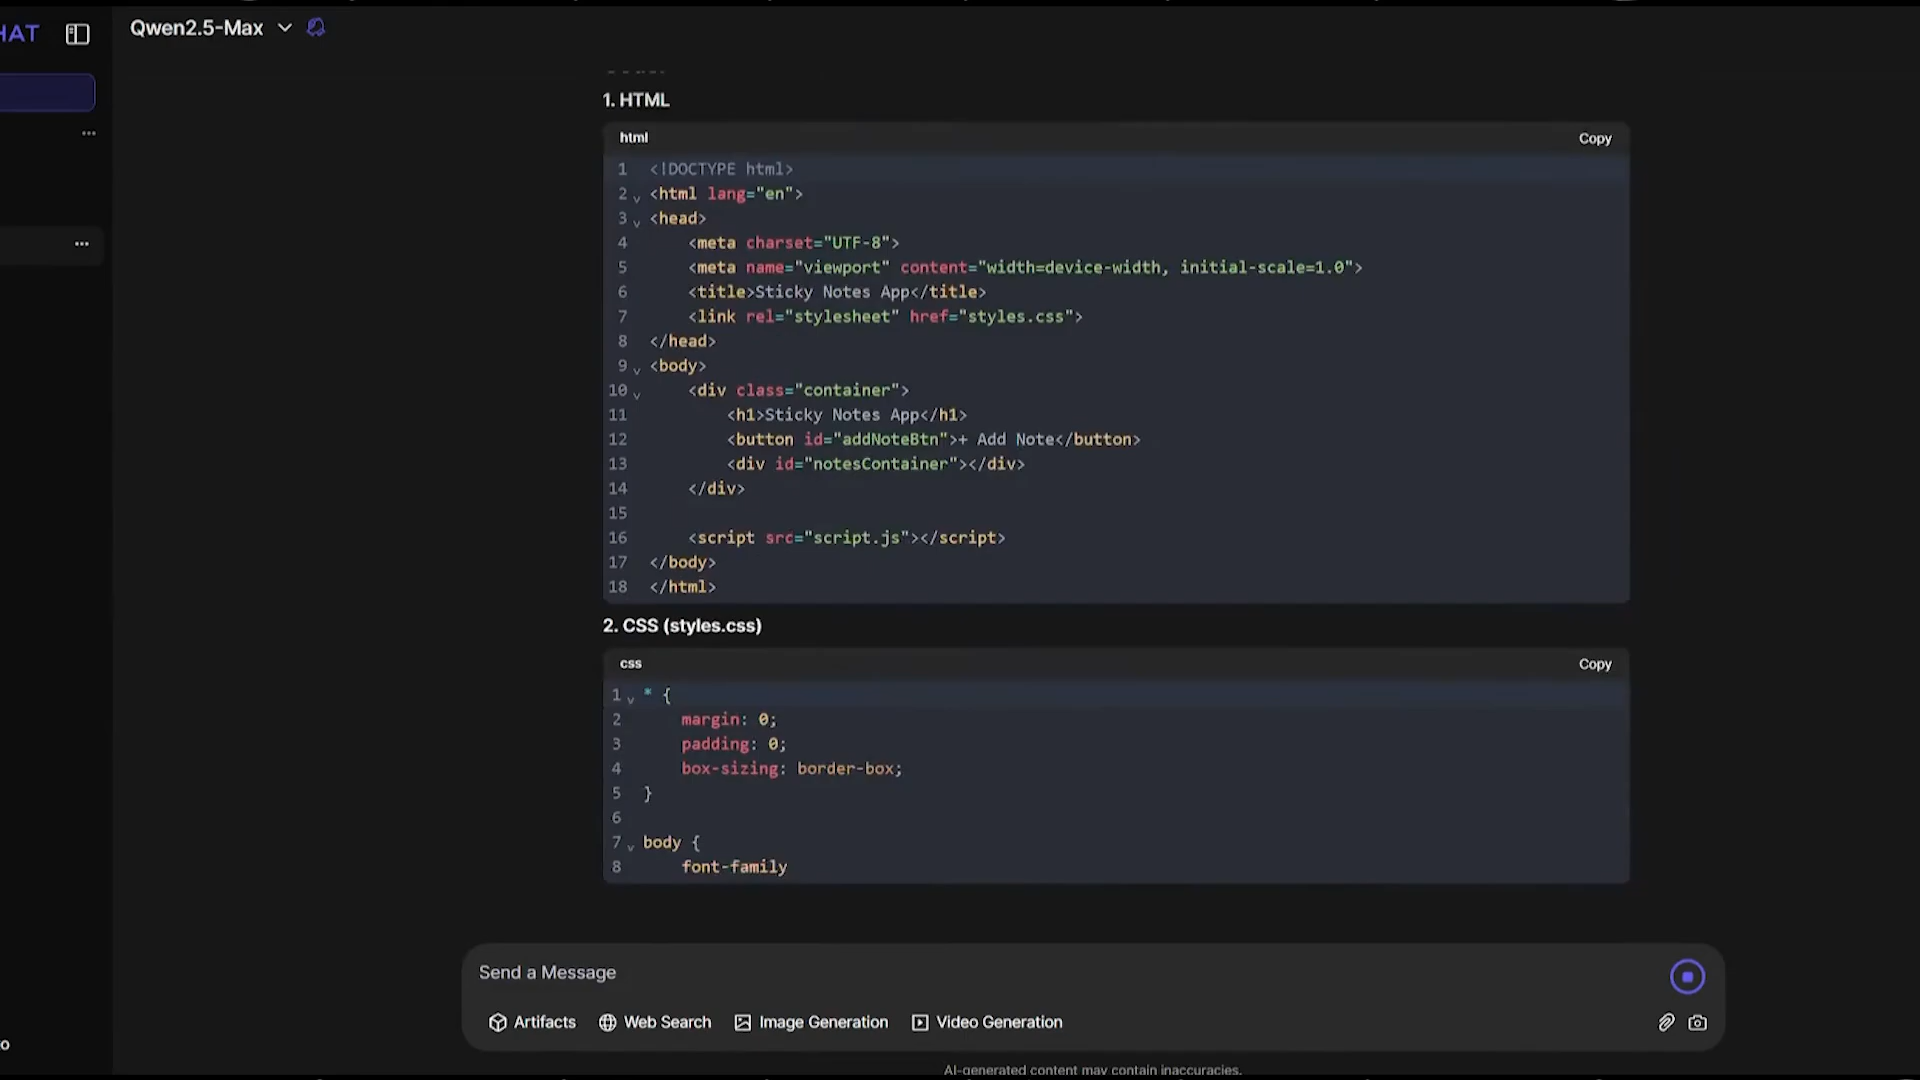 HAT
Qwen2.5-Max
1. HTML
html
Copy
1 <!DOCTYPE html>
2 <html lang="en">
3 <head>
4 <meta charset="UTF-8">
5 <meta name="viewport" content="width=device-width, initial-scale=1.0">
6 <title>Sticky Notes App</title>
7 <link rel="stylesheet" href="styles.css">
8 </head>
9 <body>
10 <div class="container">
11 <h1>Sticky Notes App</h1>
12 <button id="addNoteBtn">+ Add Note</button>
13 <div id="notesContainer"></div>
14 </div>
15
16 <script src="script.js"></script>
17 </body>
18 </html>
2. CSS (styles.css)
css
Copy
1 * {
2 margin: 0;
3 padding: 0;
4 box-sizing: border-box;
5 }
6
7 body {
8 font-family
Send a Message
Artifacts Web Search Image Generation Video Generation
o
AI-generated content may contain inaccuracies.